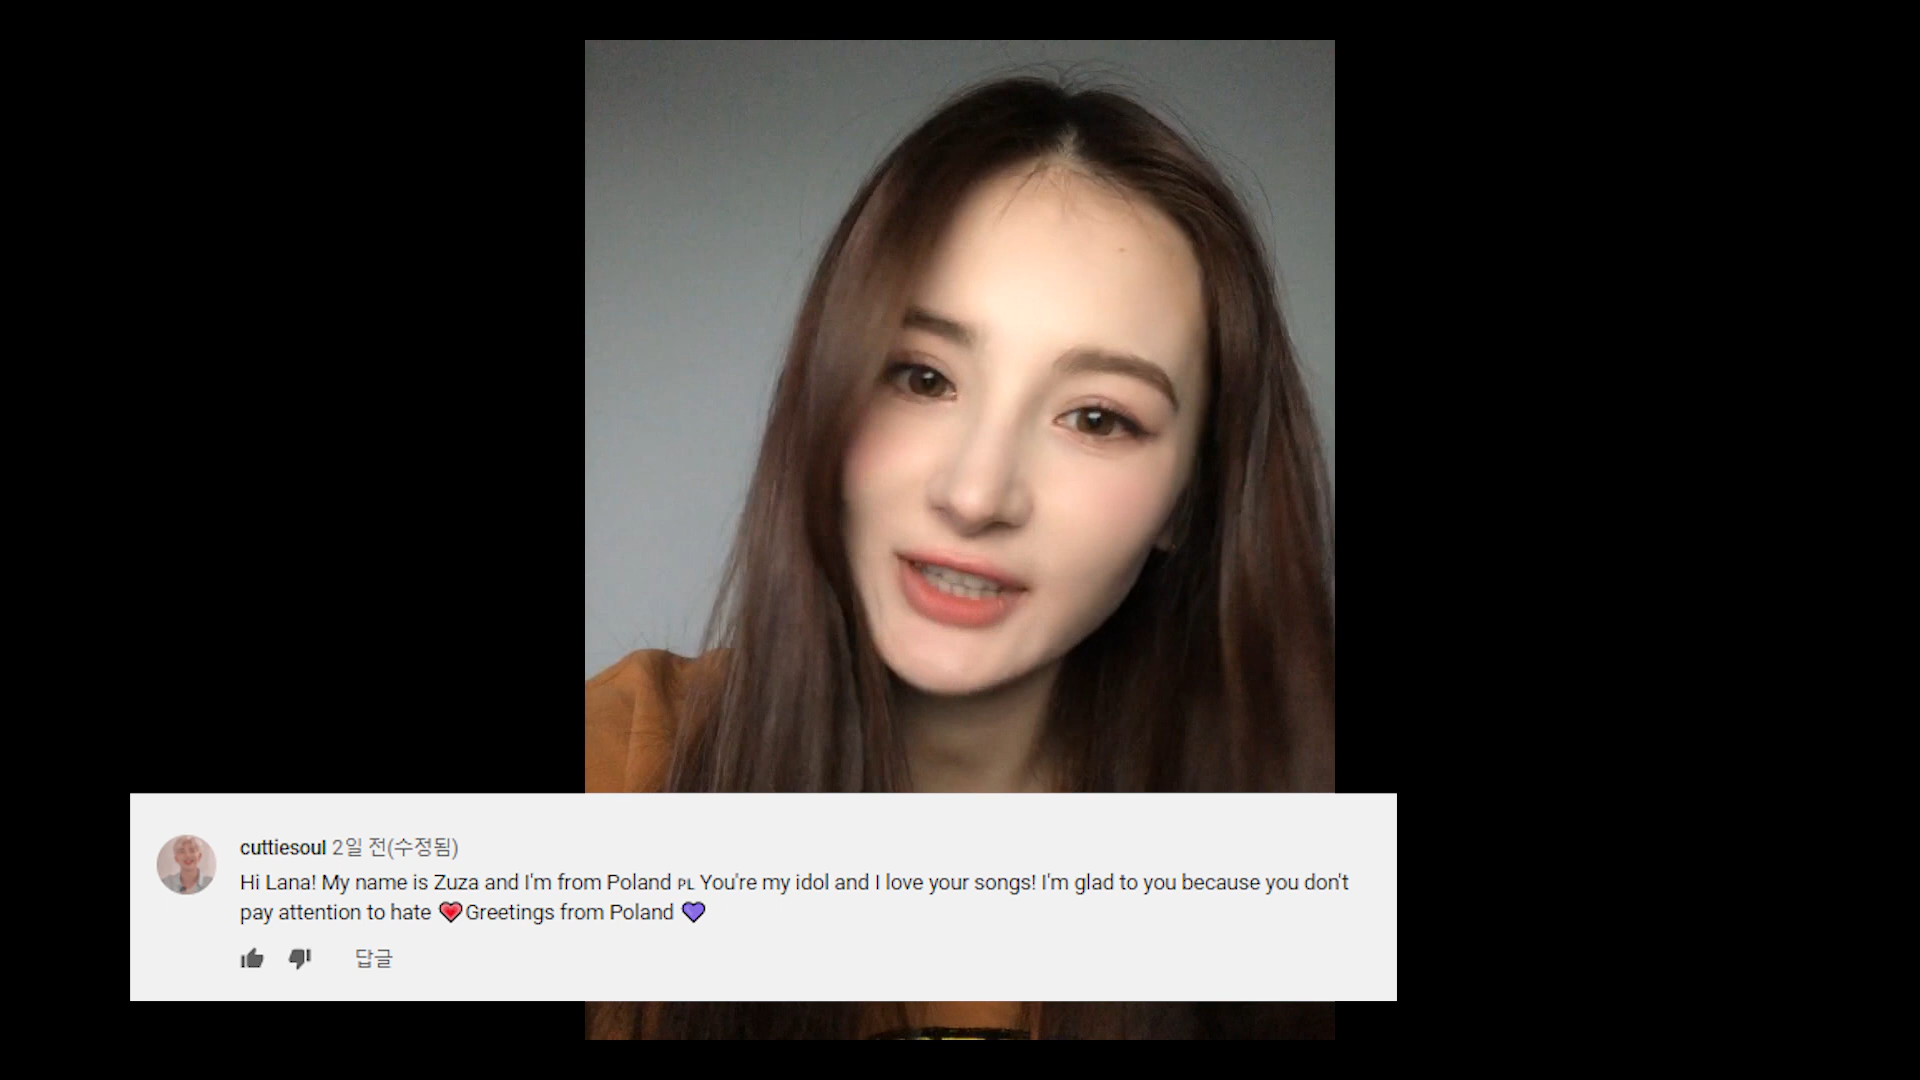 cuttiesoul 2일 전(수정됨)
Hi Lana! My name is Zuza and I'm from Poland PL You're my idol and I love your songs! I'm glad to you because you don't
pay attention to hate 💗Greetings from Poland 💜
답글